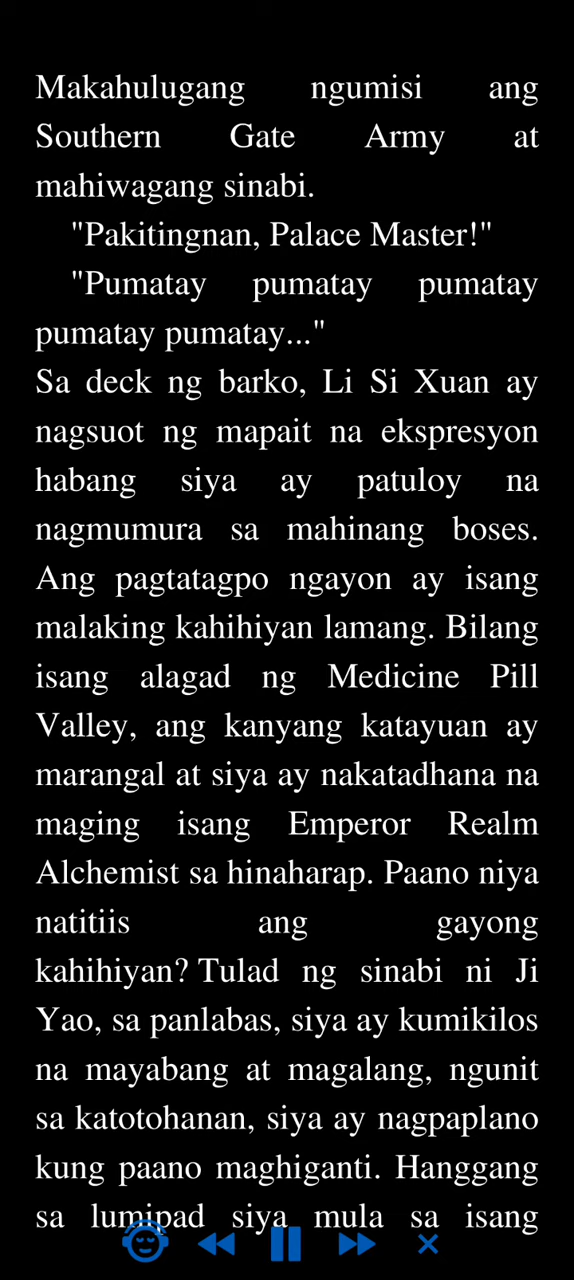 Makahulugang ngumisi ang
Southern Gate Army at
mahiwagang sinabi.
"Pakitingnan, Palace Master!"
"Pumatay pumatay pumatay
pumatay pumatay..."
Sa deck ng barko, Li Si Xuan ay
nagsuot ng mapait na ekspresyon
habang siya ay patuloy na
nagmumura sa mahinang boses.
Ang pagtatagpo ngayon ay isang
malaking kahihiyan lamang. Bilang
isang alagad ng Medicine Pill
Valley, ang kanyang katayuan ay
marangal at siya ay nakatadhana na
maging isang Emperor Realm
Alchemist sa hinaharap. Paano niya
natitiis ang gayong
kahihiyan? Tulad ng sinabi ni Ji
Yao, sa panlabas, siya ay kumikilos
na mayabang at magalang, ngunit
sa katotohanan, siya ay nagpaplano
kung paano maghiganti. Hanggang
sa lumipad siya mula sa isang